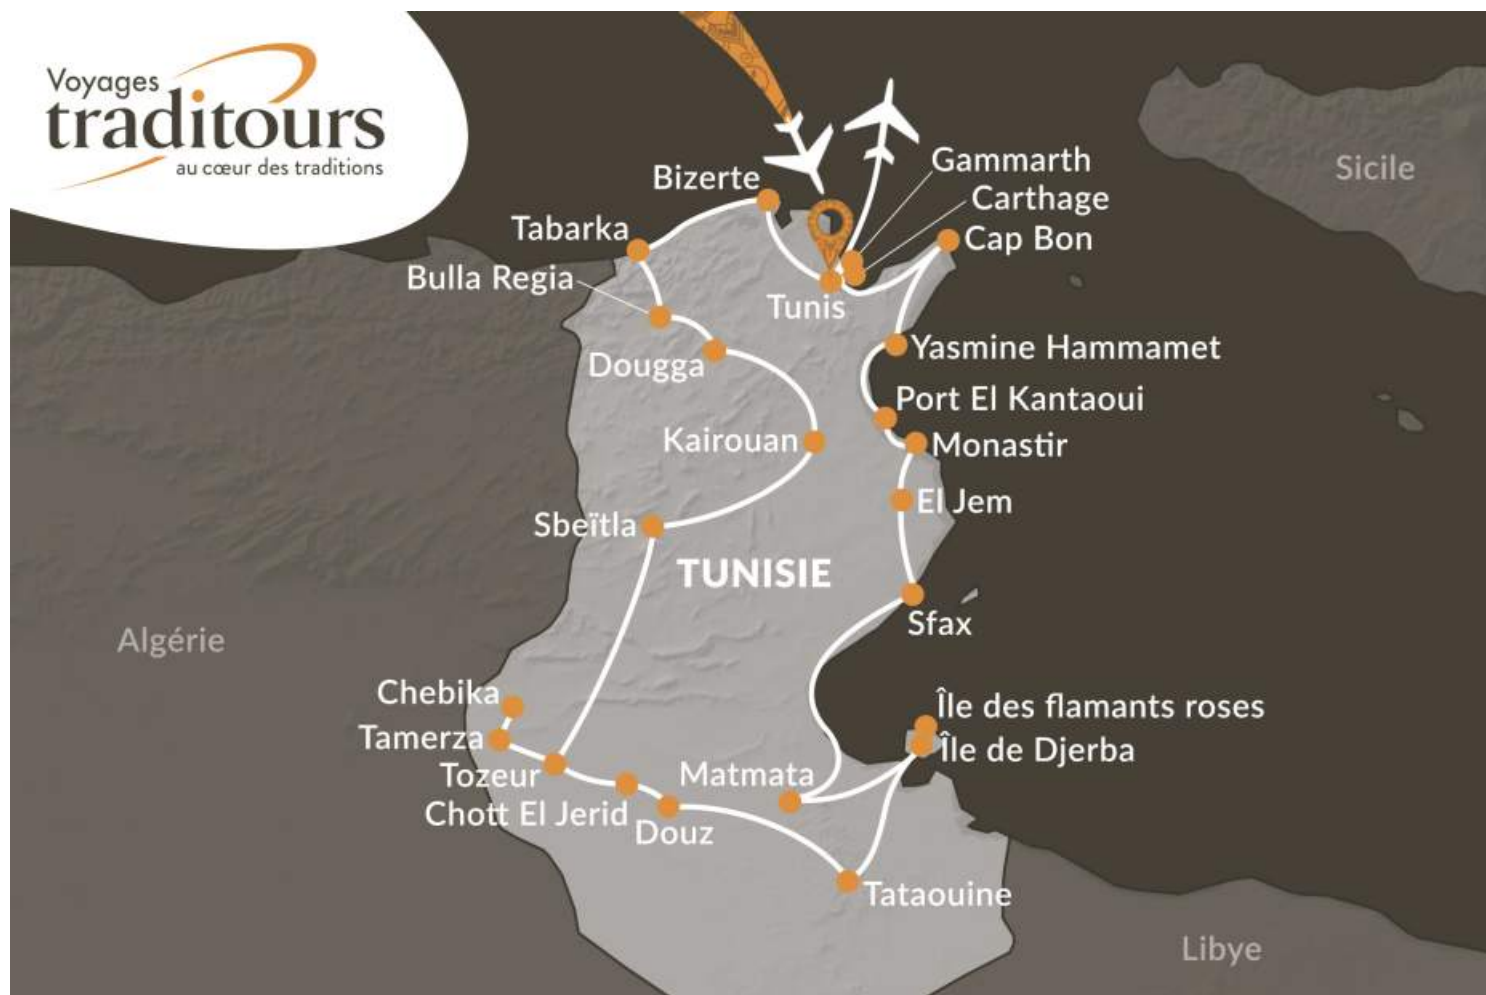 Voyages
traditours
au cœur des traditions
Sicile
Gammarth
Bizerte
Carthage
Tabarka
Cap Bon
Bulla Regia
Tunis
Yasmine Hammamet
Dougga
Port El Kantaoui
Kairouan
Monastir
El Jem
Sbeïtla
TUNISIE
Sfax
Algérie
Chebika
Île des flamants roses
Tamerza
Île de Djerba
Tozeur
Matmata
Chott El Jerid
Douz
Tataouine
Libye